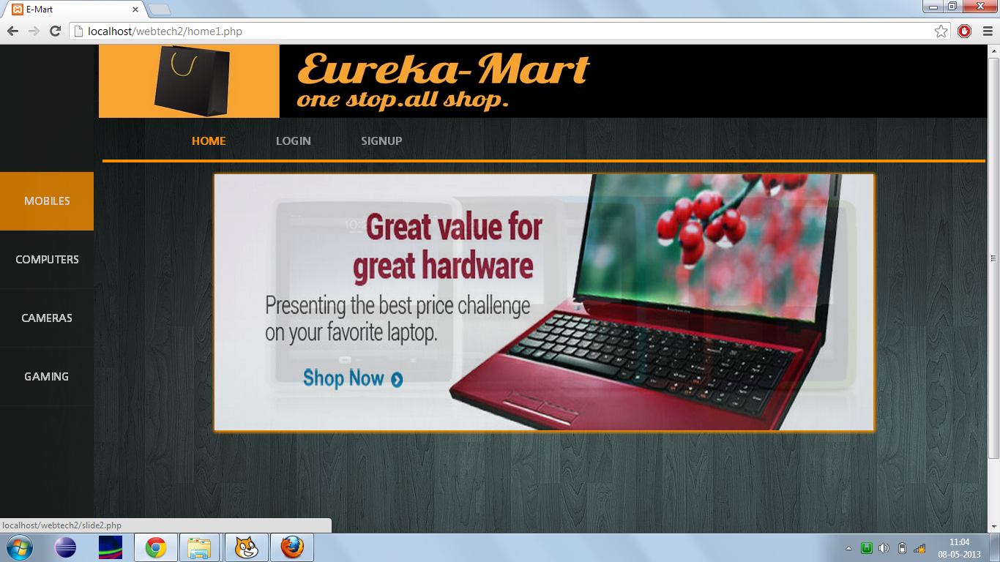 E-Mart
localhost/webtech2/home1.php
Eureka-Mart
one stop.all shop.
HOME LOGIN SIGNUP
MOBILES
COMPUTERS
CAMERAS
GAMING
Great value for
great hardware
Presenting the best price challenge
on your favorite laptop.
Shop Now
localhost/webtech2/slide2.php
11:04
08-05-2013